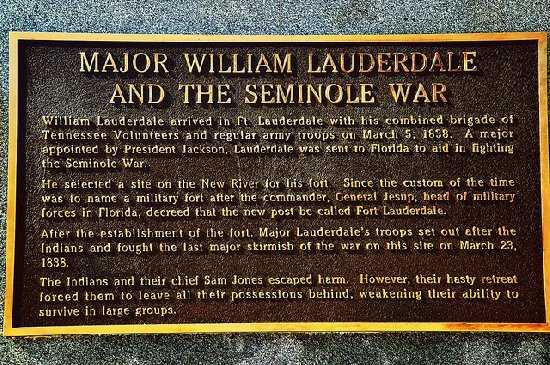 MAJOR WILLIAM LAUDERDALE
AND THE SEMINOLE WAR
William Lauderdale arrived in Ft. Lauderdale with his combined brigade of
Tennessee Volunteers and regular army troops on March 5, 1838. A major
appointed by President Jackson, Lauderdale was sent to Florida to aid in fighting
the Seminole War.
He selected a site on the New River for his fort. Since the custom of the time
was to name a military fort after the commander, General Jesup, head of military
forces in Florida, decreed that the new post be called Fort Lauderdale.
After the establishment of the fort, Major Lauderdale's troops set out after the
Indians and fought the last major skirmish of the war on this site on March 23,
1838.
The Indians and their chief Sam Jones escaped harm. However, their hasty retreat
forced them to leave all their possessions behind, weakening their ability to
survive in large groups.